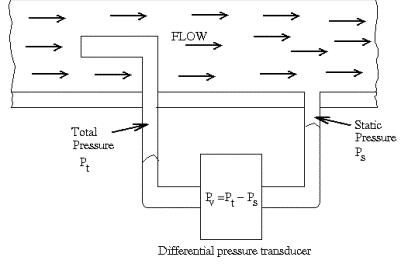 FLOW
Total
Pressure
Pt
Static
Pressure
Ps
Pv=Pt-Ps
Differential pressure transducer